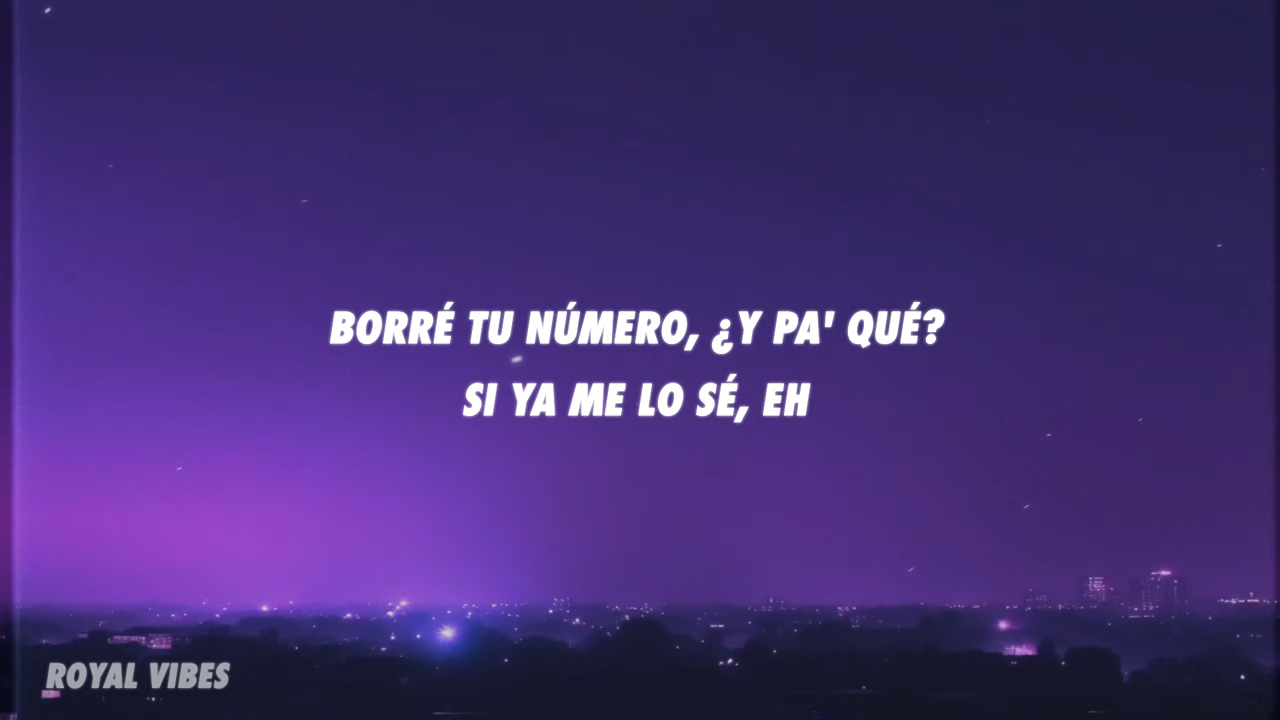 BORRÉ TU NÚMERO, ¿Y PA' QUÉ?
SI YA ME LO SÉ, EH
ROYAL VIBES